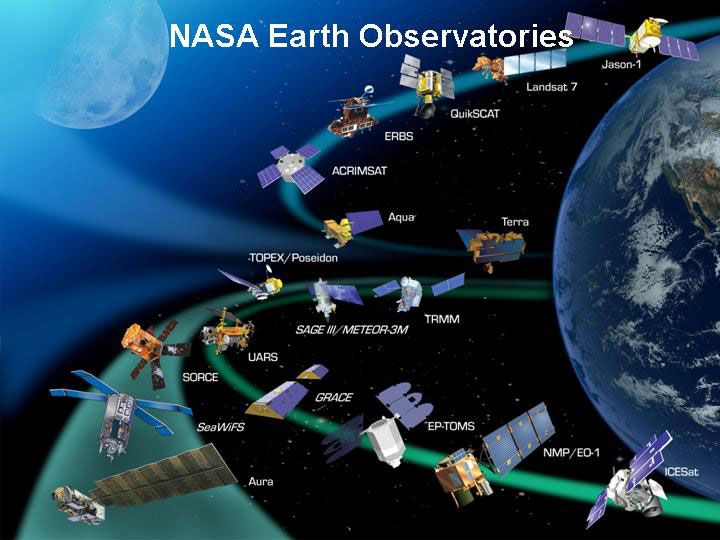 NASA Earth Observatories
Jason-1
Landsat 7
QuikSCAT
ERBS
ACRIMSAT
Aqua
Terra
TOPEX/Poseidon
TRMM
SAGE III/METEOR-3M
UARS
SORCE
GRACE
SeaWiFS
EP-TOMS
NMP/EO-1
ICESat
Aura